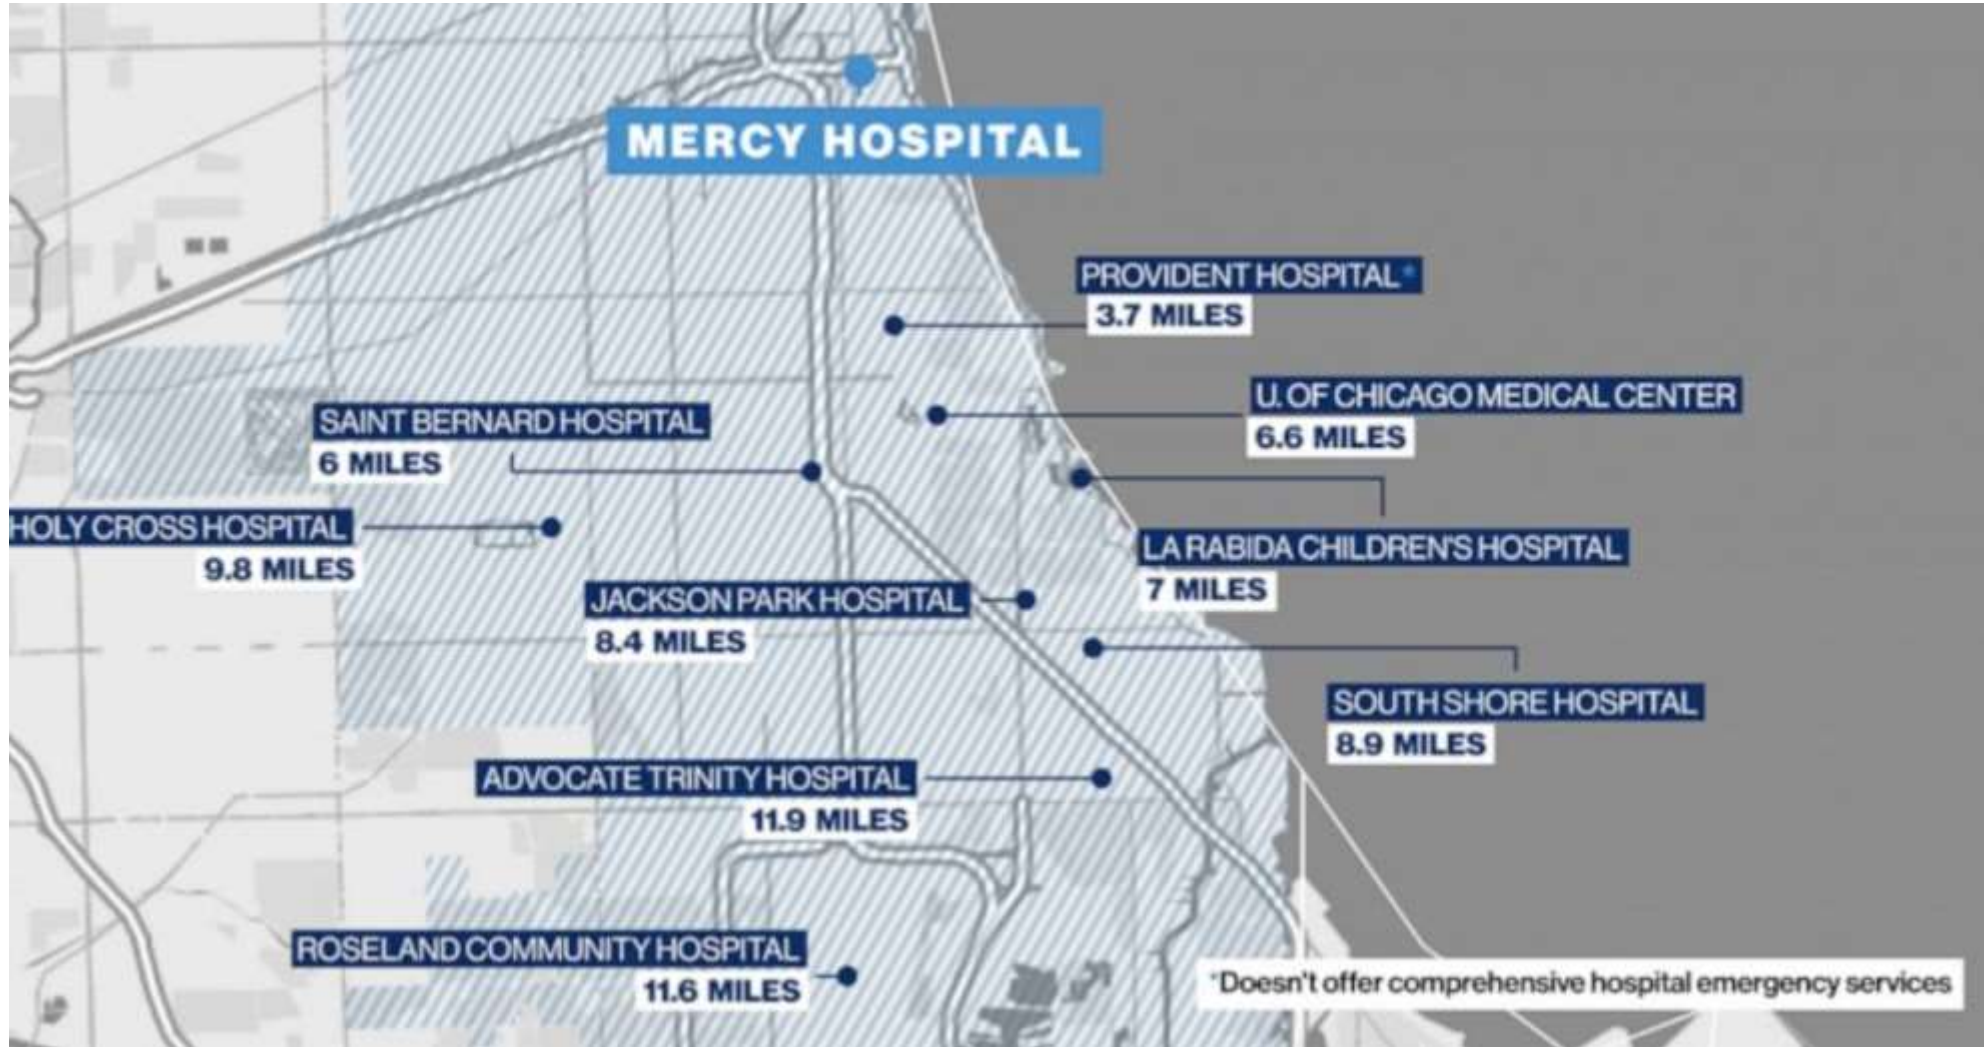 MERCY HOSPITAL
PROVIDENT HOSPITAL*
3.7 MILES
U. OF CHICAGO MEDICAL CENTER
6.6 MILES
SAINT BERNARD HOSPITAL
6 MILES
HOLY CROSS HOSPITAL
9.8 MILES
LA RABIDA CHILDREN'S HOSPITAL
7 MILES
JACKSON PARK HOSPITAL
8.4 MILES
SOUTH SHORE HOSPITAL
8.9 MILES
ADVOCATE TRINITY HOSPITAL
11.9 MILES
ROSELAND COMMUNITY HOSPITAL
11.6 MILES
*Doesn't offer comprehensive hospital emergency services